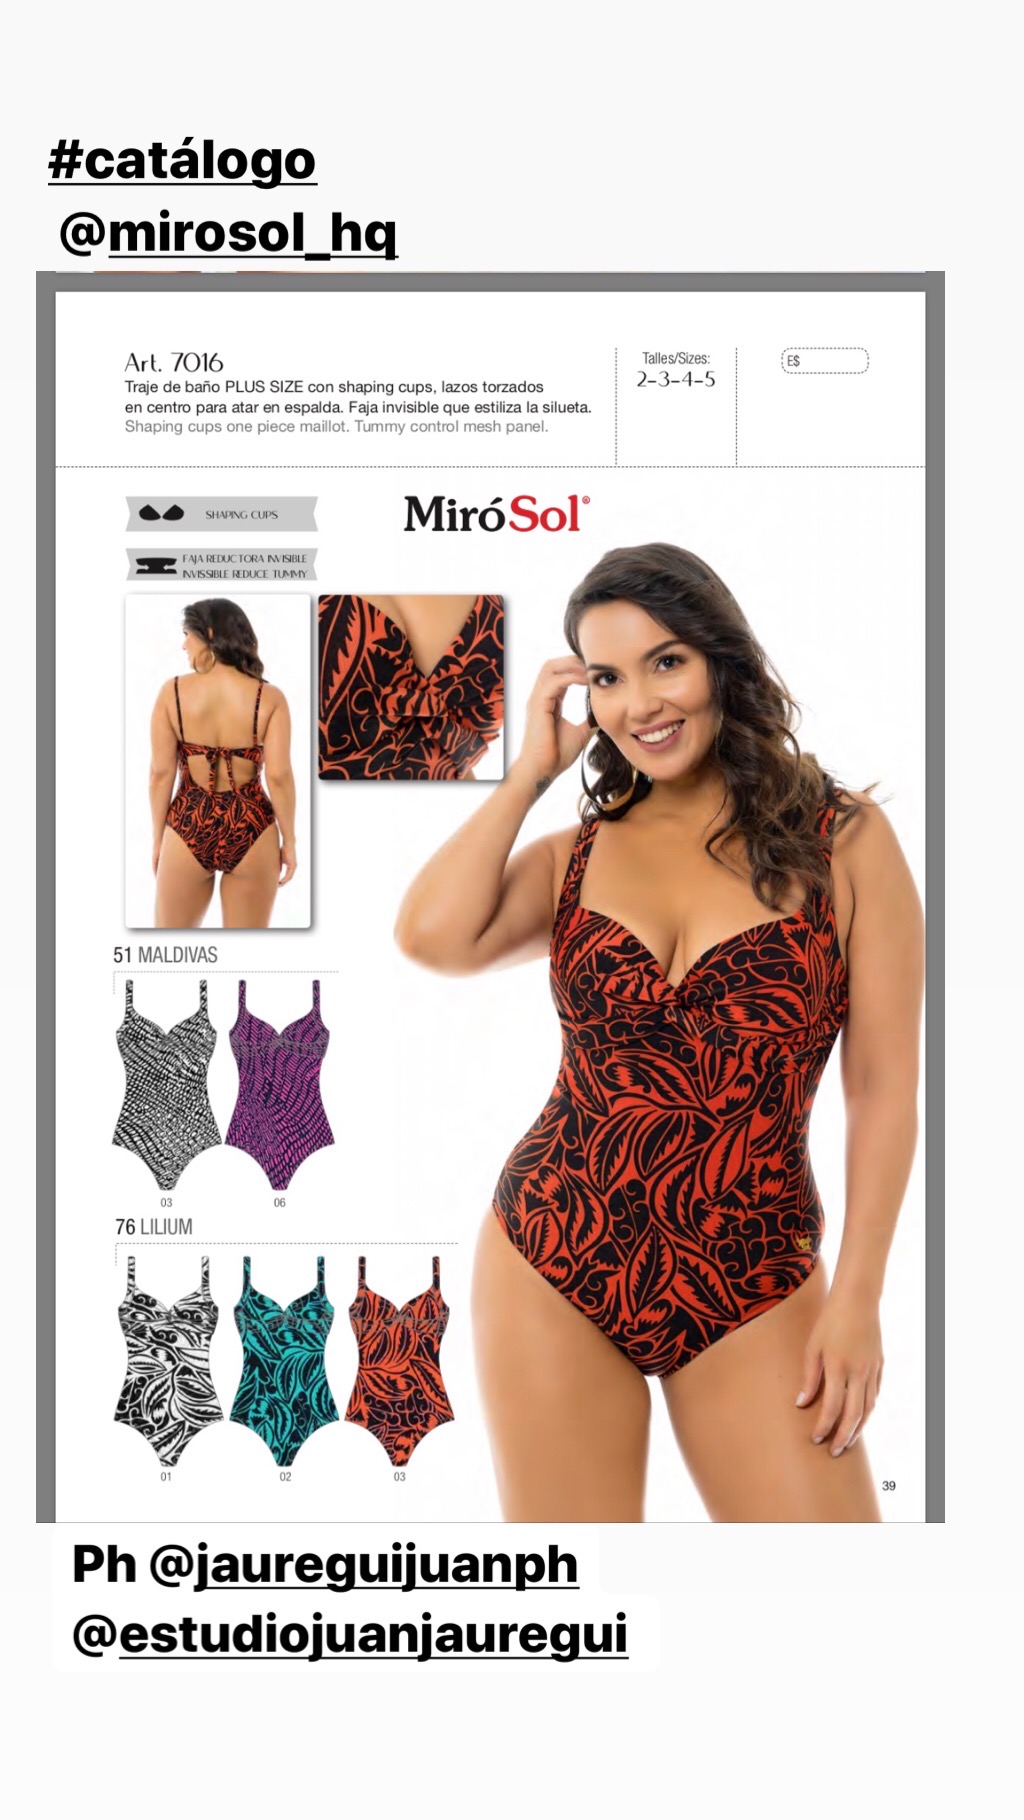 #catálogo
@mirosol_hq
Art. 7016
Traje de baño PLUS SIZE con shaping cups, lazos torzados
en centro para atar en espalda. Faja invisible que estiliza la silueta.
Shaping cups one piece maillot. Tummy control mesh panel.
Talles/Sizes:
2-3-4-5
E$
SHAPING CUPS
FAJA REDUCTORA INVISIBLE
INVISSIBLE REDUCE TUMMY
MiróSol®
51 MALDIVAS
03 06
76 LILIUM
01 02 03
39
Ph @jaureguijuanph
@estudiojuanjauregui